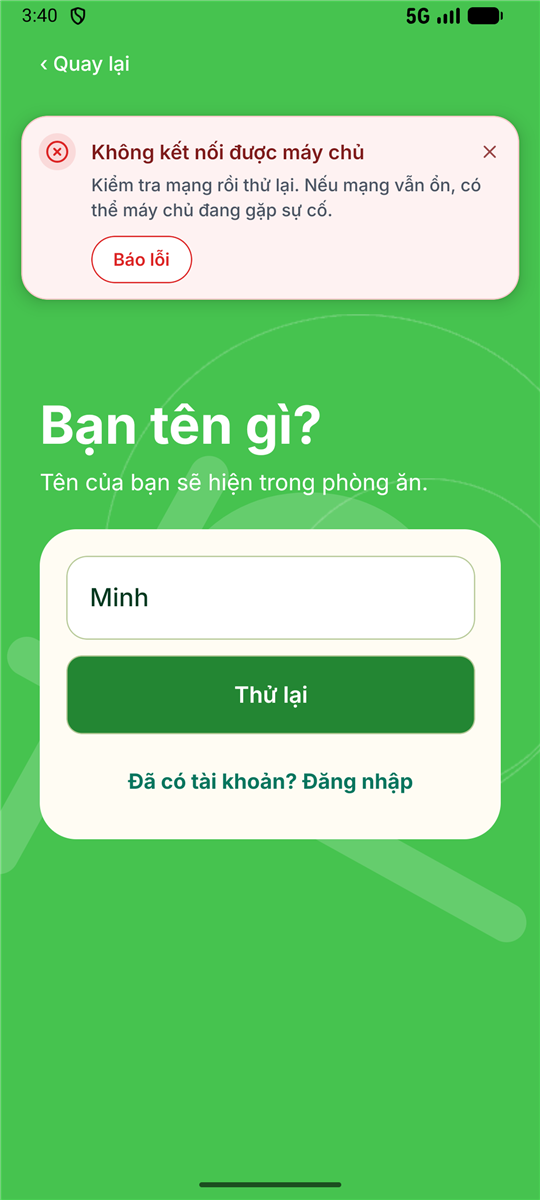 3:40
5G
‹ Quay lại
Không kết nối được máy chủ
Kiểm tra mạng rồi thử lại. Nếu mạng vẫn ổn, có
thể máy chủ đang gặp sự cố.
Báo lỗi
Bạn tên gì?
Tên của bạn sẽ hiện trong phòng ăn.
Minh
Thử lại
Đã có tài khoản? Đăng nhập